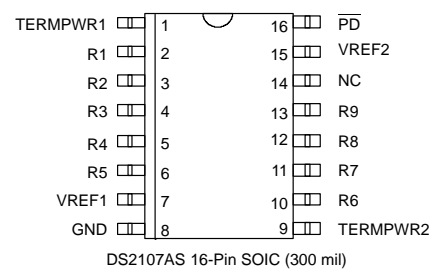 TERMPWR1 1 16 PD
R1 2 15 VREF2
R2 3 14 NC
R3 4 13 R9
R4 5 12 R8
R5 6 11 R7
VREF1 7 10 R6
GND 8 9 TERMPWR2
DS2107AS 16-Pin SOIC (300 mil)